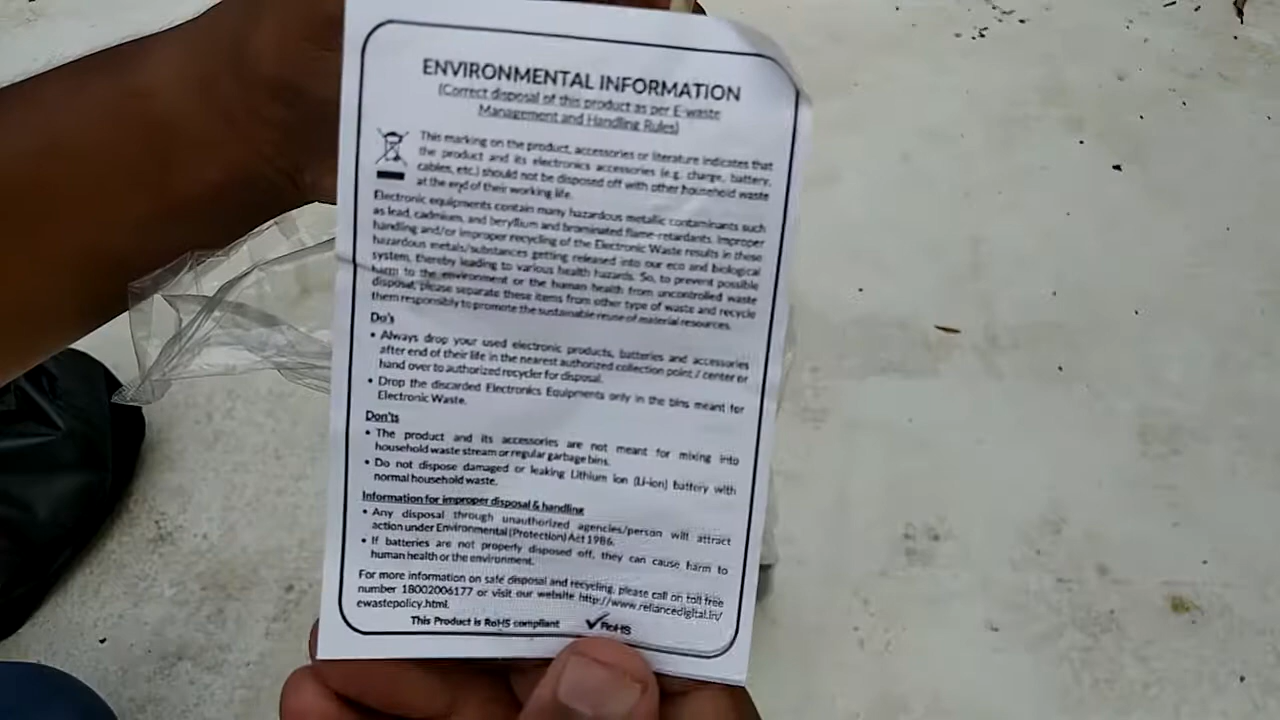 ENVIRONMENTAL INFORMATION
(Correct disposal of this product as per E-waste
Management and Handling Rules)
This marking on the product, accessories or literature indicates that
the product and its electronics accessories (e.g. charge, battery,
cables, etc.) should not be disposed off with other household waste
at the end of their working life.
Electronic equipments contain many hazardous metallic contaminants such
as lead, cadmium, and beryllium and brominated flame-retardants. Improper
handling and/or improper recycling of the Electronic Waste results in these
hazardous metals/substances getting released into our eco and biological
system, thereby leading to various health hazards. So, to prevent possible
harm to the environment or the human health from uncontrolled waste
disposal, please separate these items from other type of waste and recycle
them responsibly to promote the sustainable reuse of material resources.
Do's
• Always drop your used electronic products, batteries and accessories
after end of their life in the nearest authorized collection point / center or
hand over to authorized recycler for disposal.
• Drop the discarded Electronics Equipments only in the bins meant for
Electronic Waste.
Don'ts
• The product and its accessories are not meant for mixing into
household waste stream or regular garbage bins.
• Do not dispose damaged or leaking Lithium ion (Li-ion) battery with
normal household waste.
Information for improper disposal & handling
• Any disposal through unauthorized agencies/person will attract
action under Environmental (Protection) Act 1986.
• If batteries are not properly disposed off, they can cause harm to
human health or the environment.
For more information on safe disposal and recycling, please call on toll free
number 18002006177 or visit our website http://www.reliancedigital.in/
ewastepolicy.html.
This Product is RoHS compliant RoHS